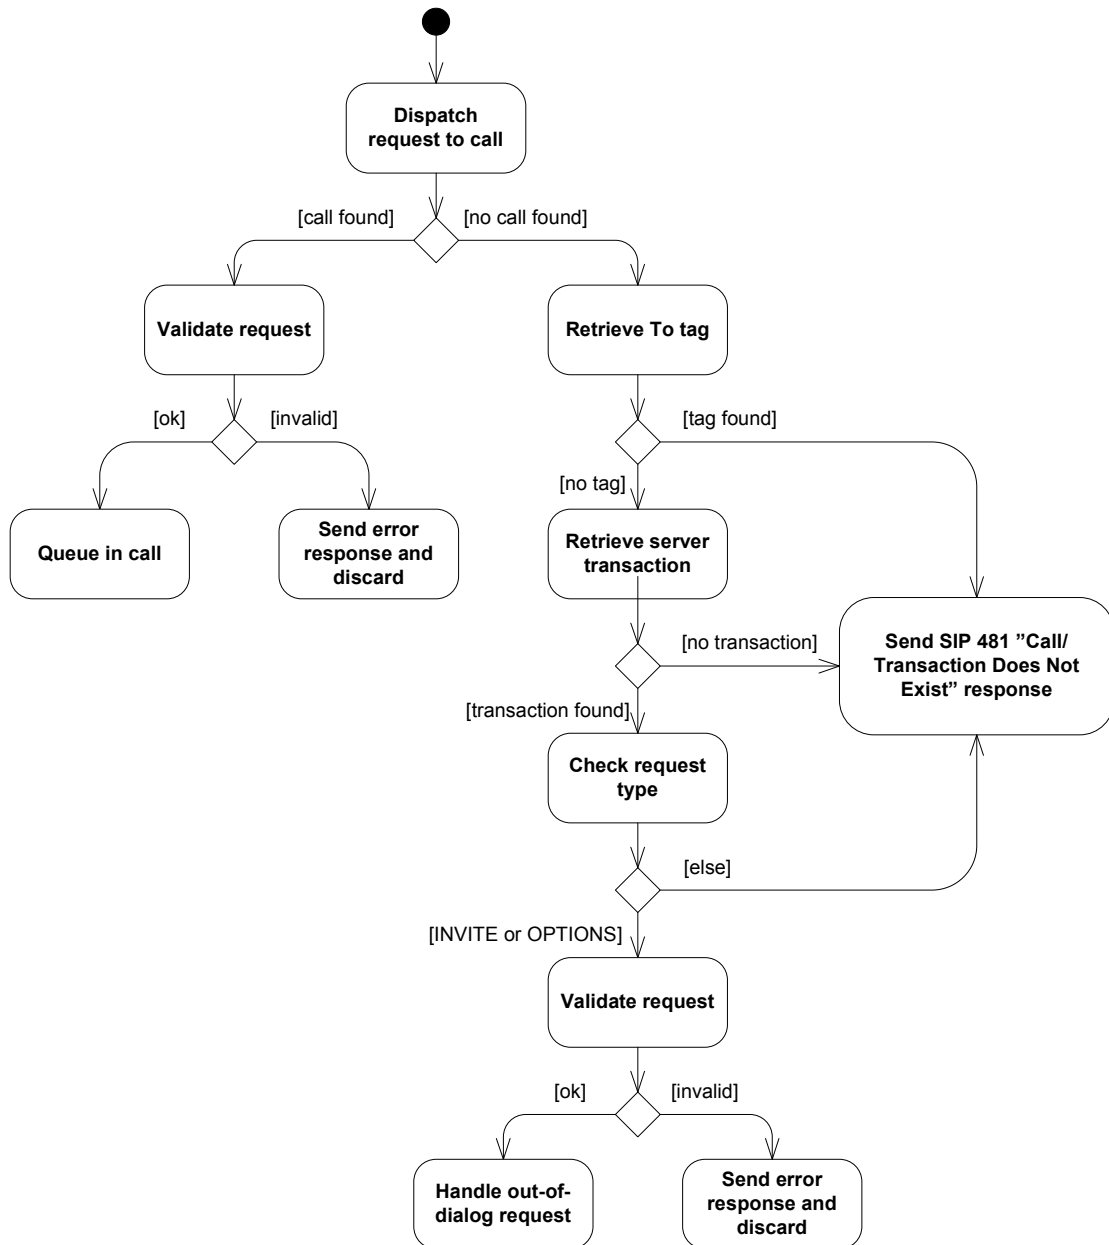 Dispatch
request to call
[call found]
[no call found]
Validate request
Retrieve To tag
[ok]
[invalid]
[tag found]
[no tag]
Queue in call
Send error
response and
discard
Retrieve server
transaction
[no transaction]
Send SIP 481 ”Call/
Transaction Does Not
Exist” response
[transaction found]
Check request
type
[else]
[INVITE or OPTIONS]
Validate request
[ok]
[invalid]
Handle out-of-
dialog request
Send error
response and
discard